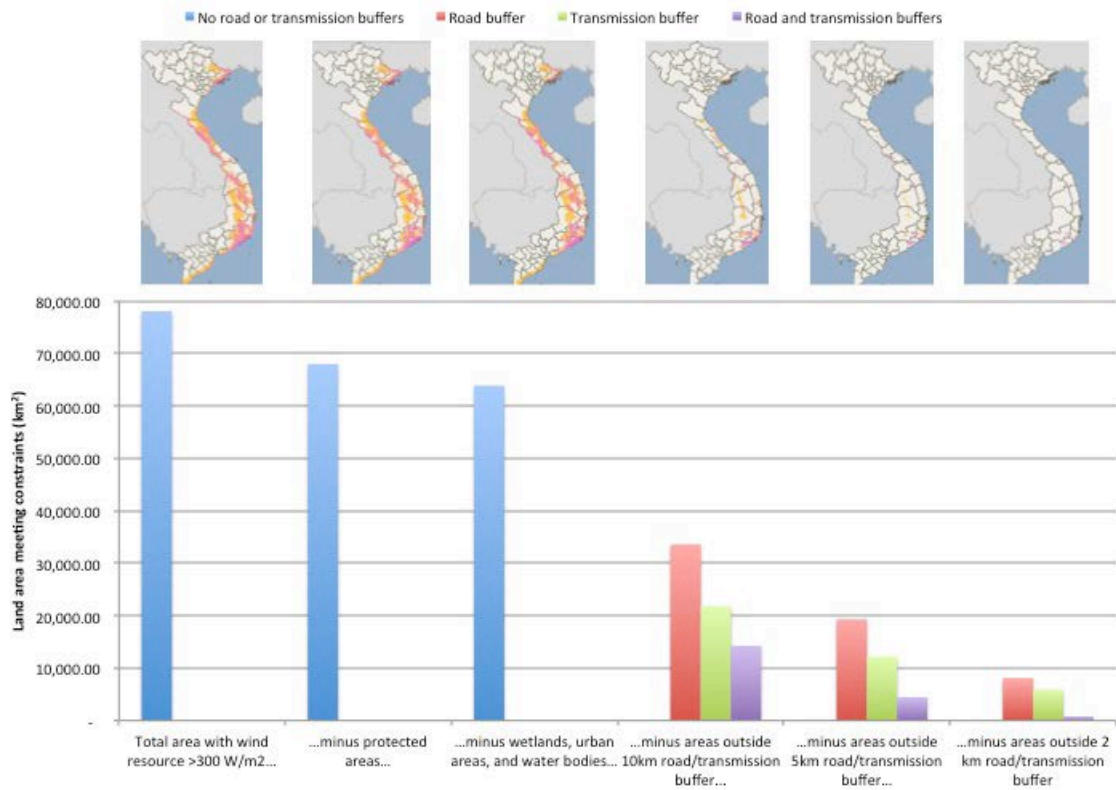 No road or transmission buffers Road buffer Transmission buffer Road and transmission buffers
Land area meeting constraints (km²)
80,000.00
70,000.00
60,000.00
50,000.00
40,000.00
30,000.00
20,000.00
10,000.00
-
Total area with wind
resource >300 W/m2...
...minus protected
areas...
...minus wetlands, urban
areas, and water bodies...
...minus areas outside
10km road/transmission
buffer...
...minus areas outside
5km road/transmission
buffer...
...minus areas outside 2
km road/transmission
buffer